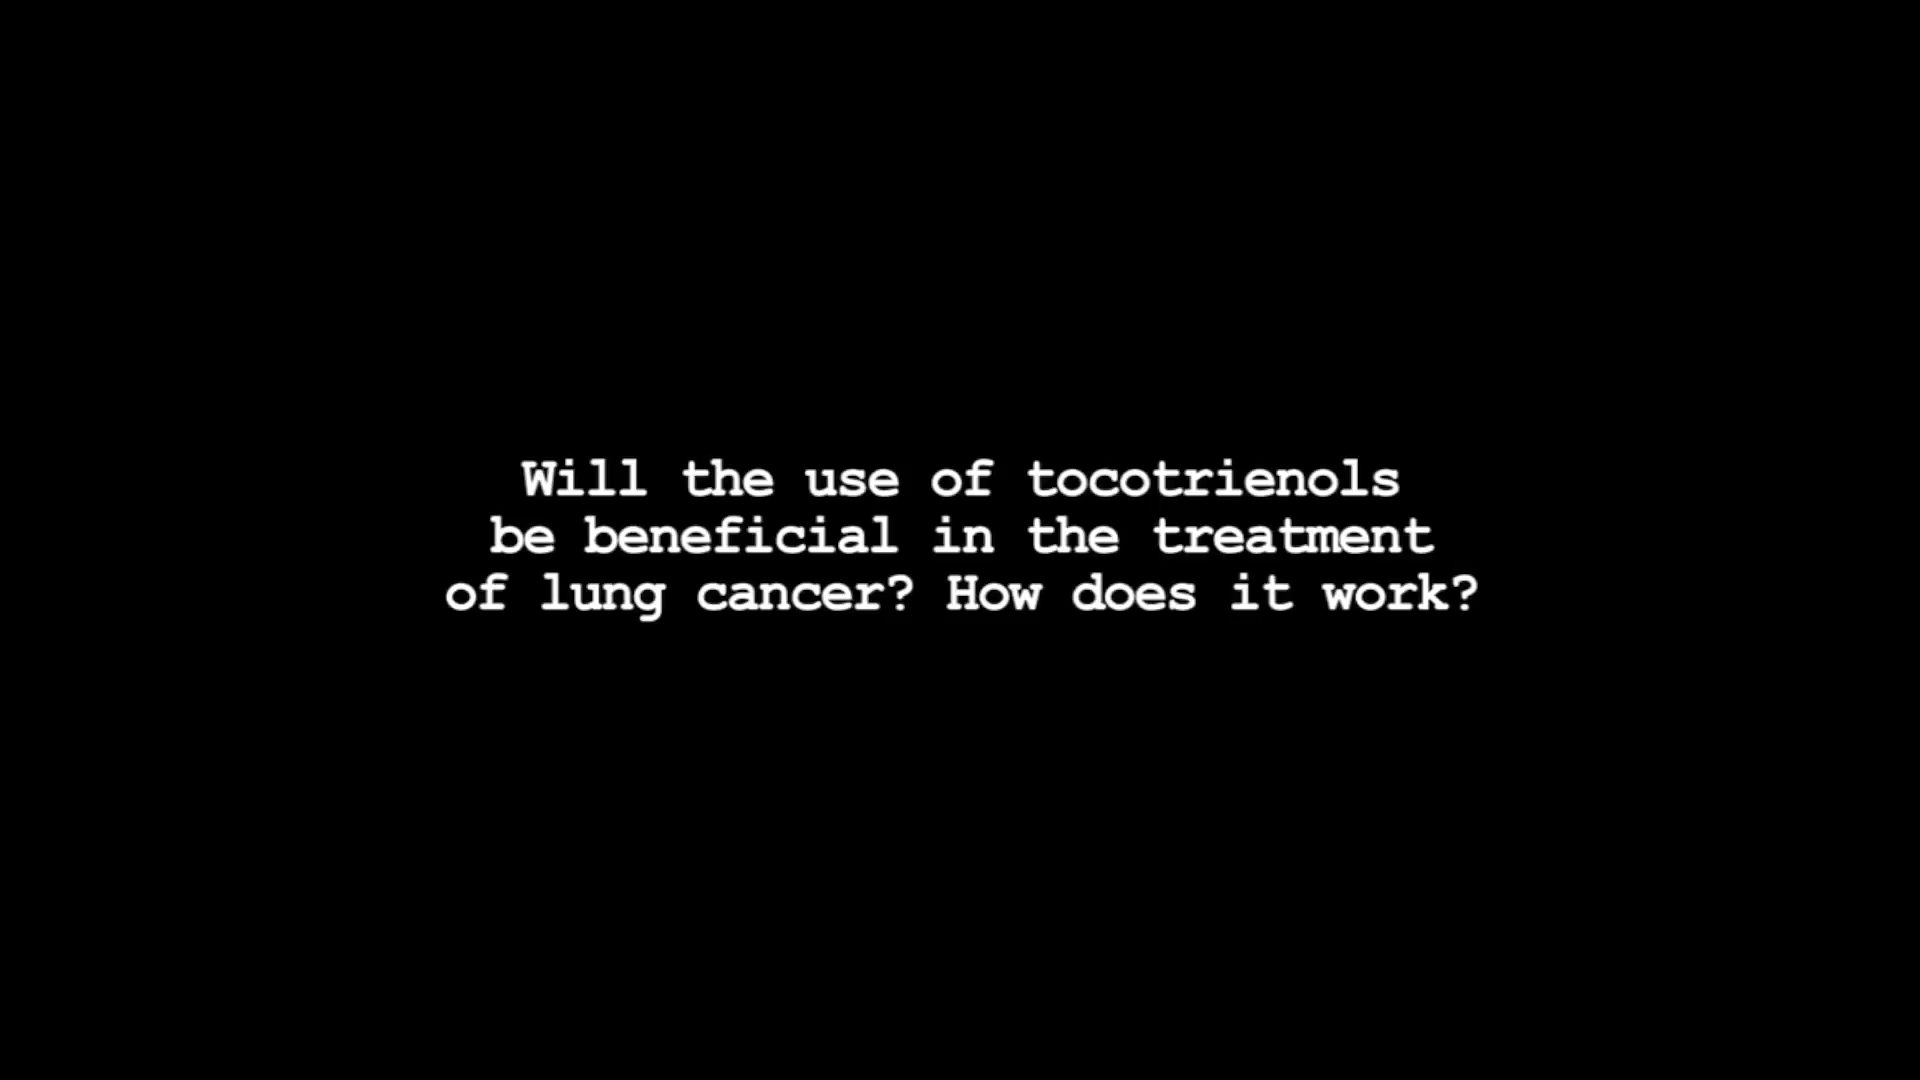 Will the use of tocotrienols
be beneficial in the treatment
of lung cancer? How does it work?